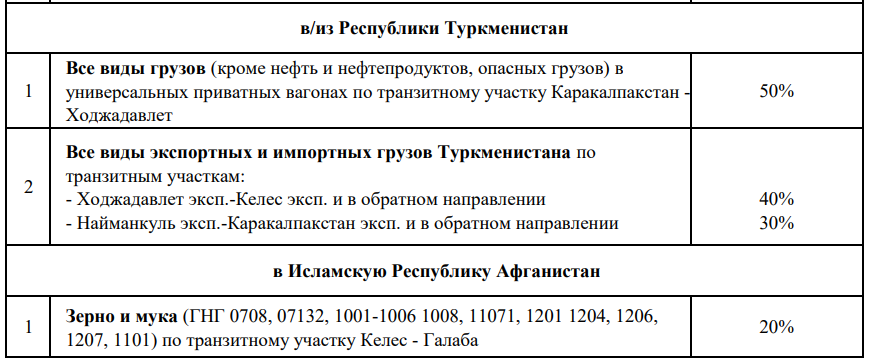 в/из Республики Туркменистан
1
Все виды грузов (кроме нефть и нефтепродуктов, опасных грузов) в
универсальных приватных вагонах по транзитному участку Каракалпакстан -
Ходжадавлет
50%
2
Все виды экспортных и импортных грузов Туркменистана по
транзитным участкам:
- Ходжадавлет эксп.-Келес эксп. и в обратном направлении 40%
- Найманкуль эксп.-Каракалпакстан эксп. и в обратном направлении 30%
в Исламскую Республику Афганистан
1
Зерно и мука (ГНГ 0708, 07132, 1001-1006 1008, 11071, 1201 1204, 1206,
1207, 1101) по транзитному участку Келес - Галаба
20%